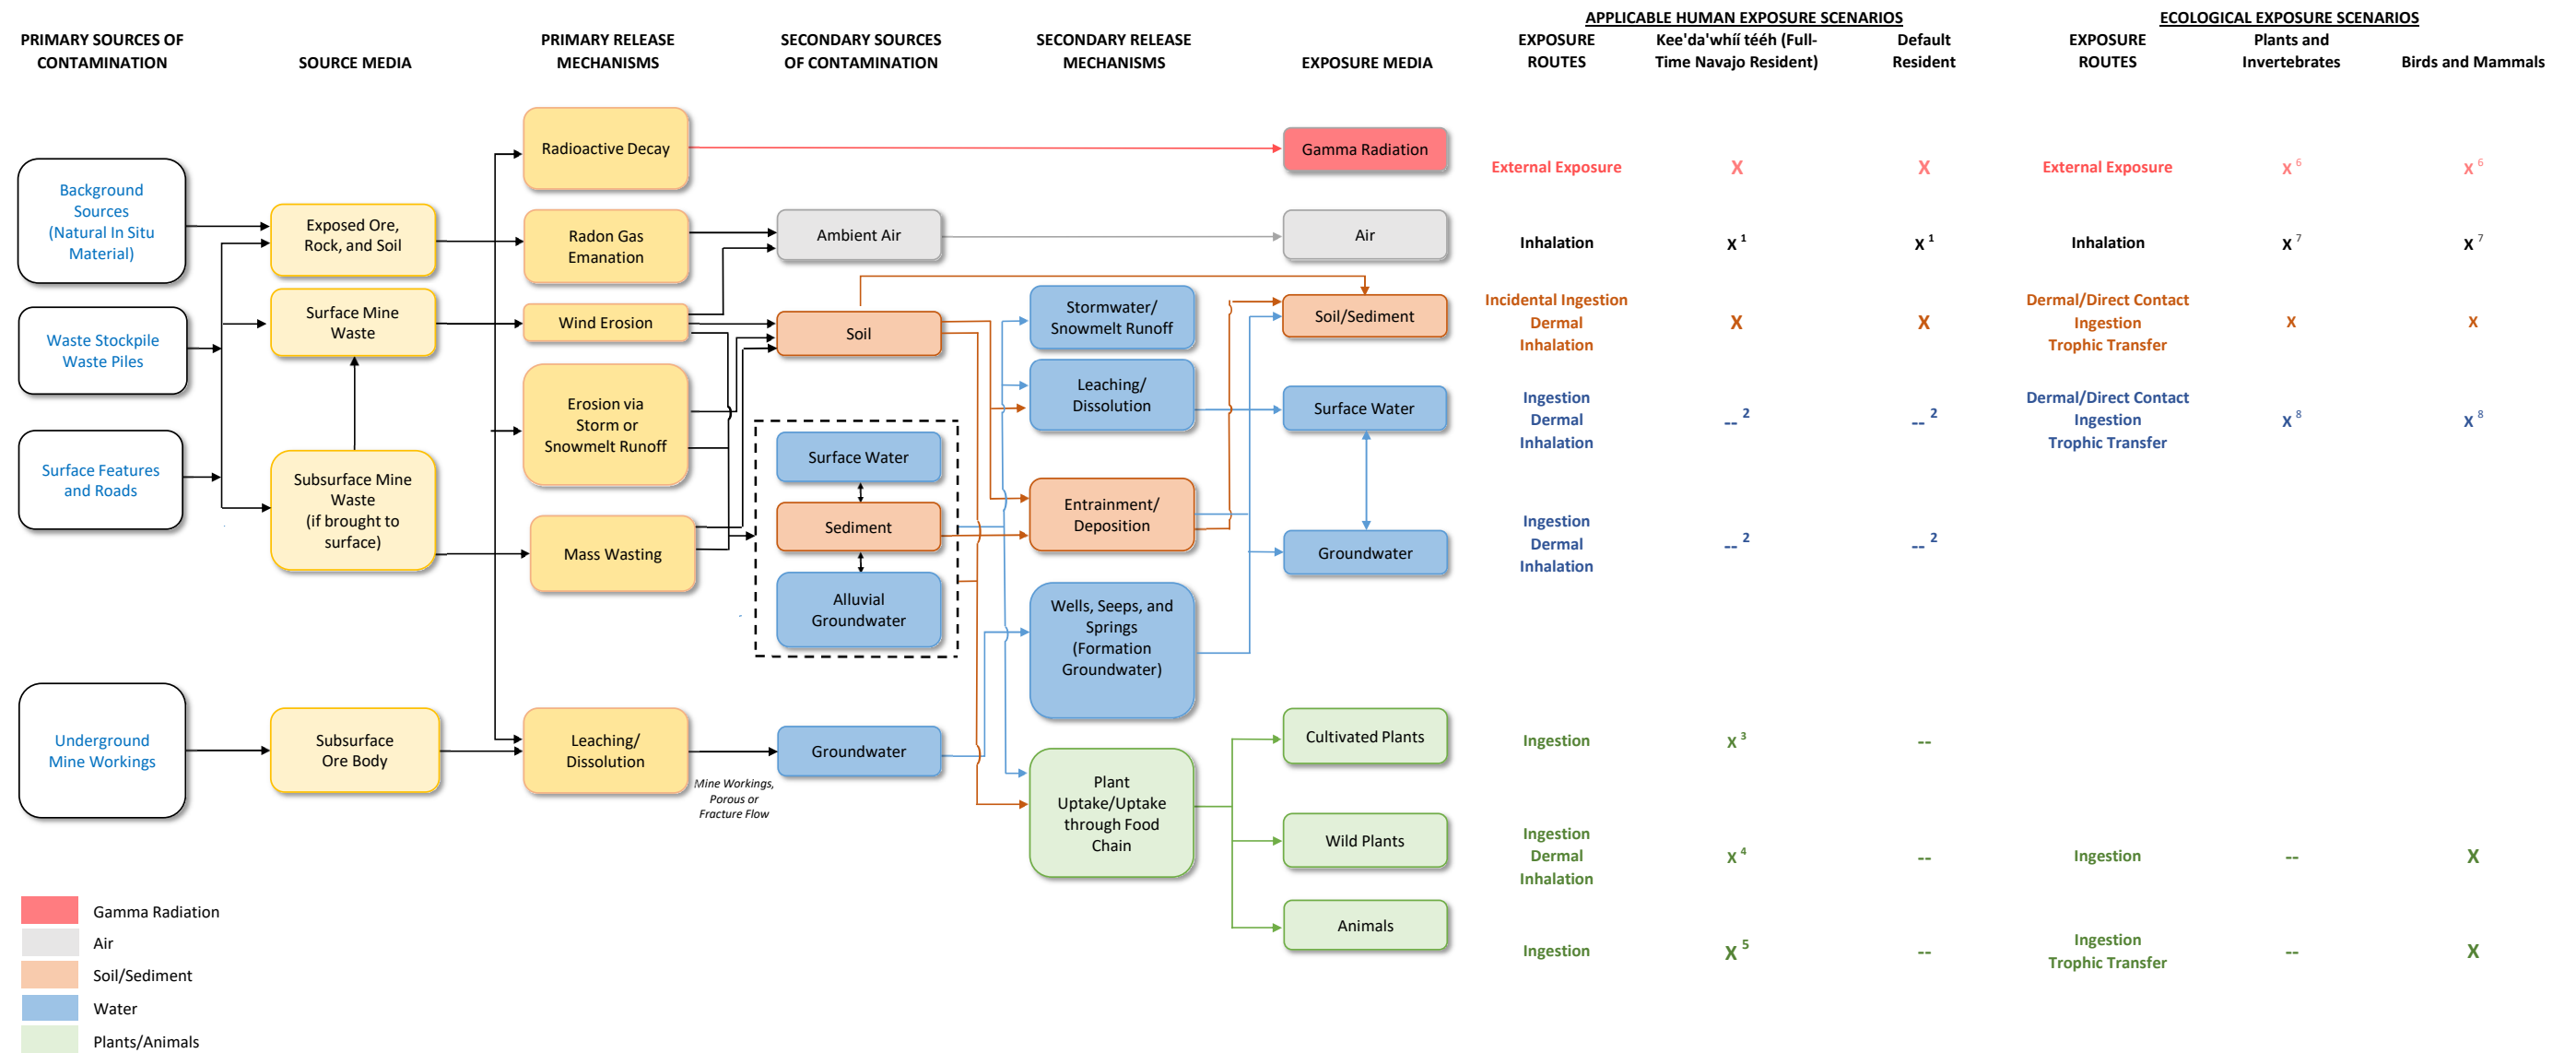 APPLICABLE HUMAN EXPOSURE SCENARIOS
ECOLOGICAL EXPOSURE SCENARIOS
PRIMARY SOURCES OF
CONTAMINATION
SOURCE MEDIA
PRIMARY RELEASE
MECHANISMS
SECONDARY SOURCES
OF CONTAMINATION
SECONDARY RELEASE
MECHANISMS
EXPOSURE MEDIA
EXPOSURE
ROUTES
Kee'da'whíí tééh (Full-
Time Navajo Resident)
Default
Resident
EXPOSURE
ROUTES
Plants and
Invertebrates
Birds and Mammals
Background
Sources
(Natural In Situ
Material)
Waste Stockpile
Waste Piles
Surface Features
and Roads
Underground
Mine Workings
Exposed Ore,
Rock, and Soil
Surface Mine
Waste
Subsurface Mine
Waste
(if brought to
surface)
Subsurface
Ore Body
Radioactive Decay
Radon Gas
Emanation
Wind Erosion
Erosion via
Storm or
Snowmelt Runoff
Mass Wasting
Leaching/
Dissolution
Mine Workings,
Porous or
Fracture Flow
Ambient Air
Soil
Surface Water
Sediment
Alluvial
Groundwater
Groundwater
Stormwater/
Snowmelt Runoff
Leaching/
Dissolution
Entrainment/
Deposition
Wells, Seeps, and
Springs
(Formation
Groundwater)
Plant
Uptake/Uptake
through Food
Chain
Gamma Radiation
Air
Soil/Sediment
Surface Water
Groundwater
Cultivated Plants
Wild Plants
Animals
External Exposure
X
X
External Exposure
X 6
X 6
Inhalation
X 1
X 1
Inhalation
X 7
X 7
Incidental Ingestion
Dermal
Inhalation
X
X
Dermal/Direct Contact
Ingestion
Trophic Transfer
X
X
Ingestion
Dermal
Inhalation
-- 2
-- 2
Dermal/Direct Contact
Ingestion
Trophic Transfer
X 8
X 8
Ingestion
Dermal
Inhalation
-- 2
-- 2
Ingestion
X 3
--
Ingestion
Dermal
Inhalation
X 4
--
Ingestion
--
X
Ingestion
X 5
--
Ingestion
Trophic Transfer
--
X
Gamma Radiation
Air
Soil/Sediment
Water
Plants/Animals